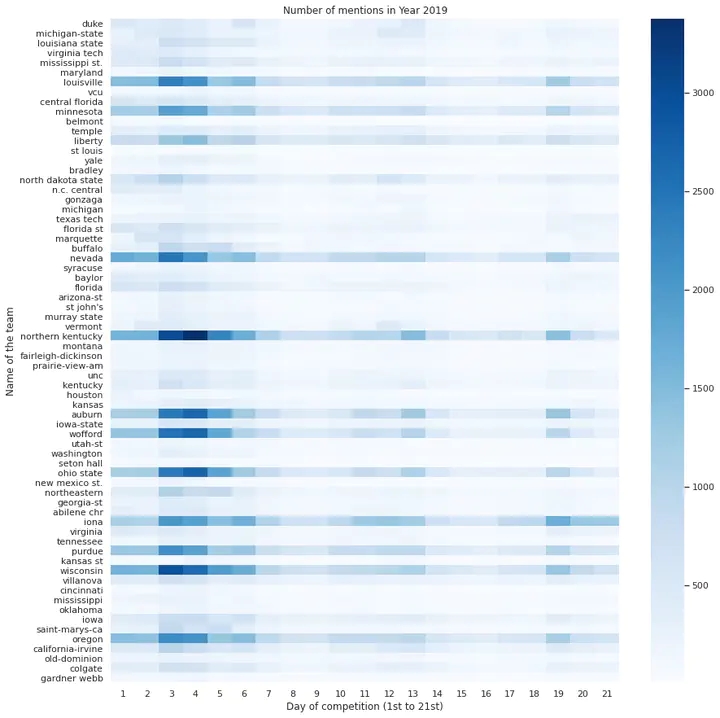 Number of mentions in Year 2019
Name of the team
duke
michigan-state
louisiana state
virginia tech
mississippi st.
maryland
louisville
vcu
central florida
minnesota
belmont
temple
liberty
st louis
yale
bradley
north dakota state
n.c. central
gonzaga
michigan
texas tech
florida st
marquette
buffalo
nevada
syracuse
baylor
florida
arizona-st
st john's
murray state
vermont
northern kentucky
montana
fairleigh-dickinson
prairie-view-am
unc
kentucky
houston
kansas
auburn
iowa-state
wofford
utah-st
washington
seton hall
ohio state
new mexico st.
northeastern
georgia-st
abilene chr
iona
virginia
tennessee
purdue
kansas st
wisconsin
villanova
cincinnati
mississippi
oklahoma
iowa
saint-marys-ca
oregon
california-irvine
old-dominion
colgate
gardner webb
1 2 3 4 5 6 7 8 9 10 11 12 13 14 15 16 17 18 19 20 21
Day of competition (1st to 21st)
3000
2500
2000
1500
1000
500